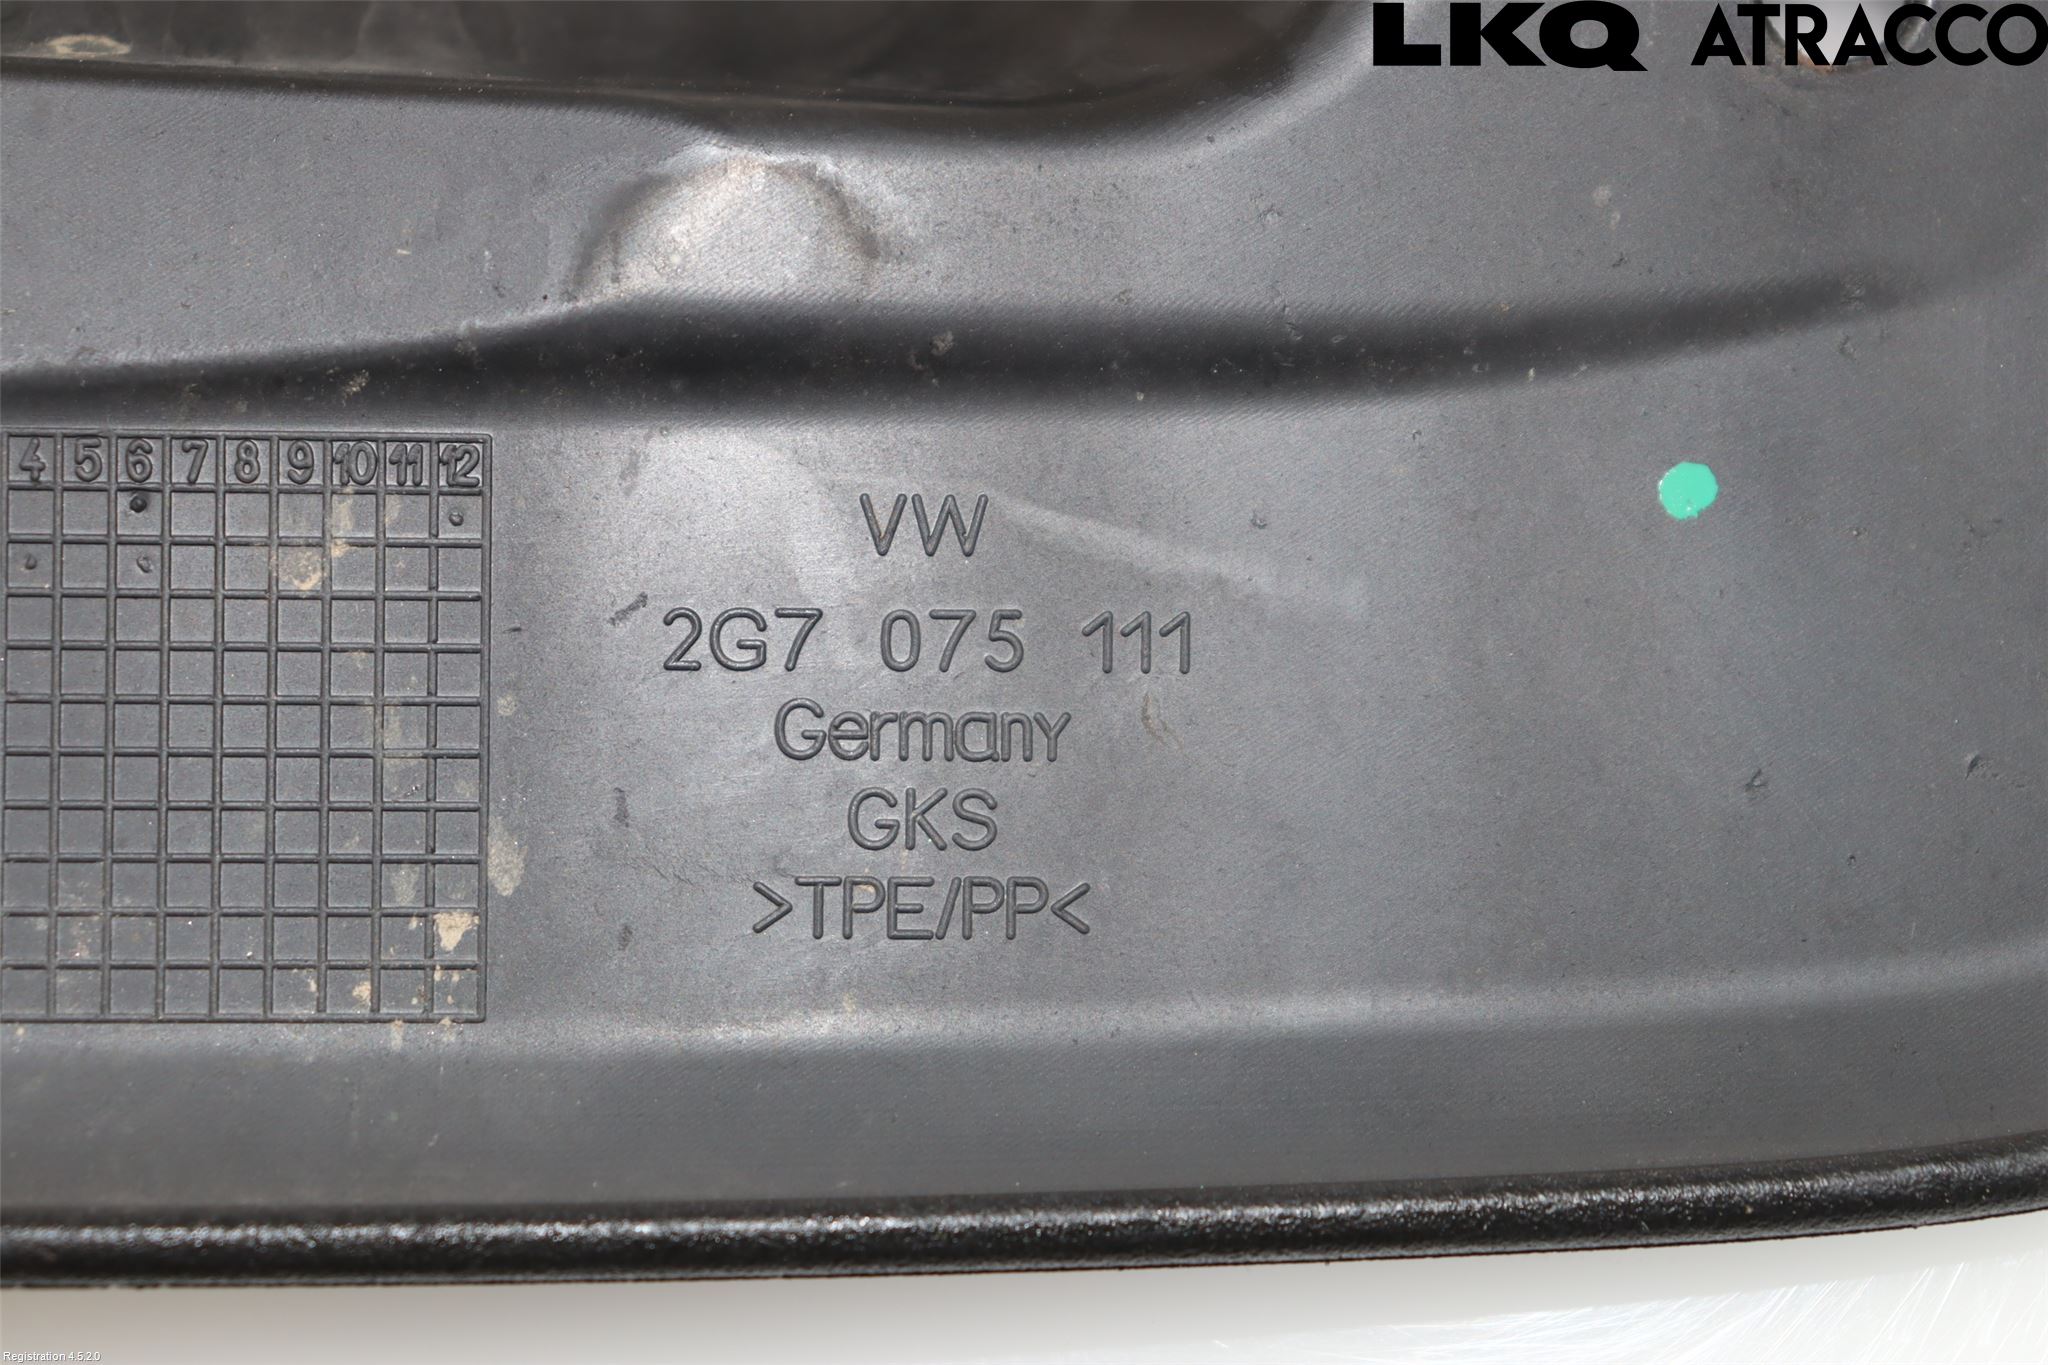 LKQ ATRACCO
4 5 6 7 8 9 10 11 12
VW
2G7 075 111
Germany
GKS
>TPE/PP<
Registration 4.5.2.0